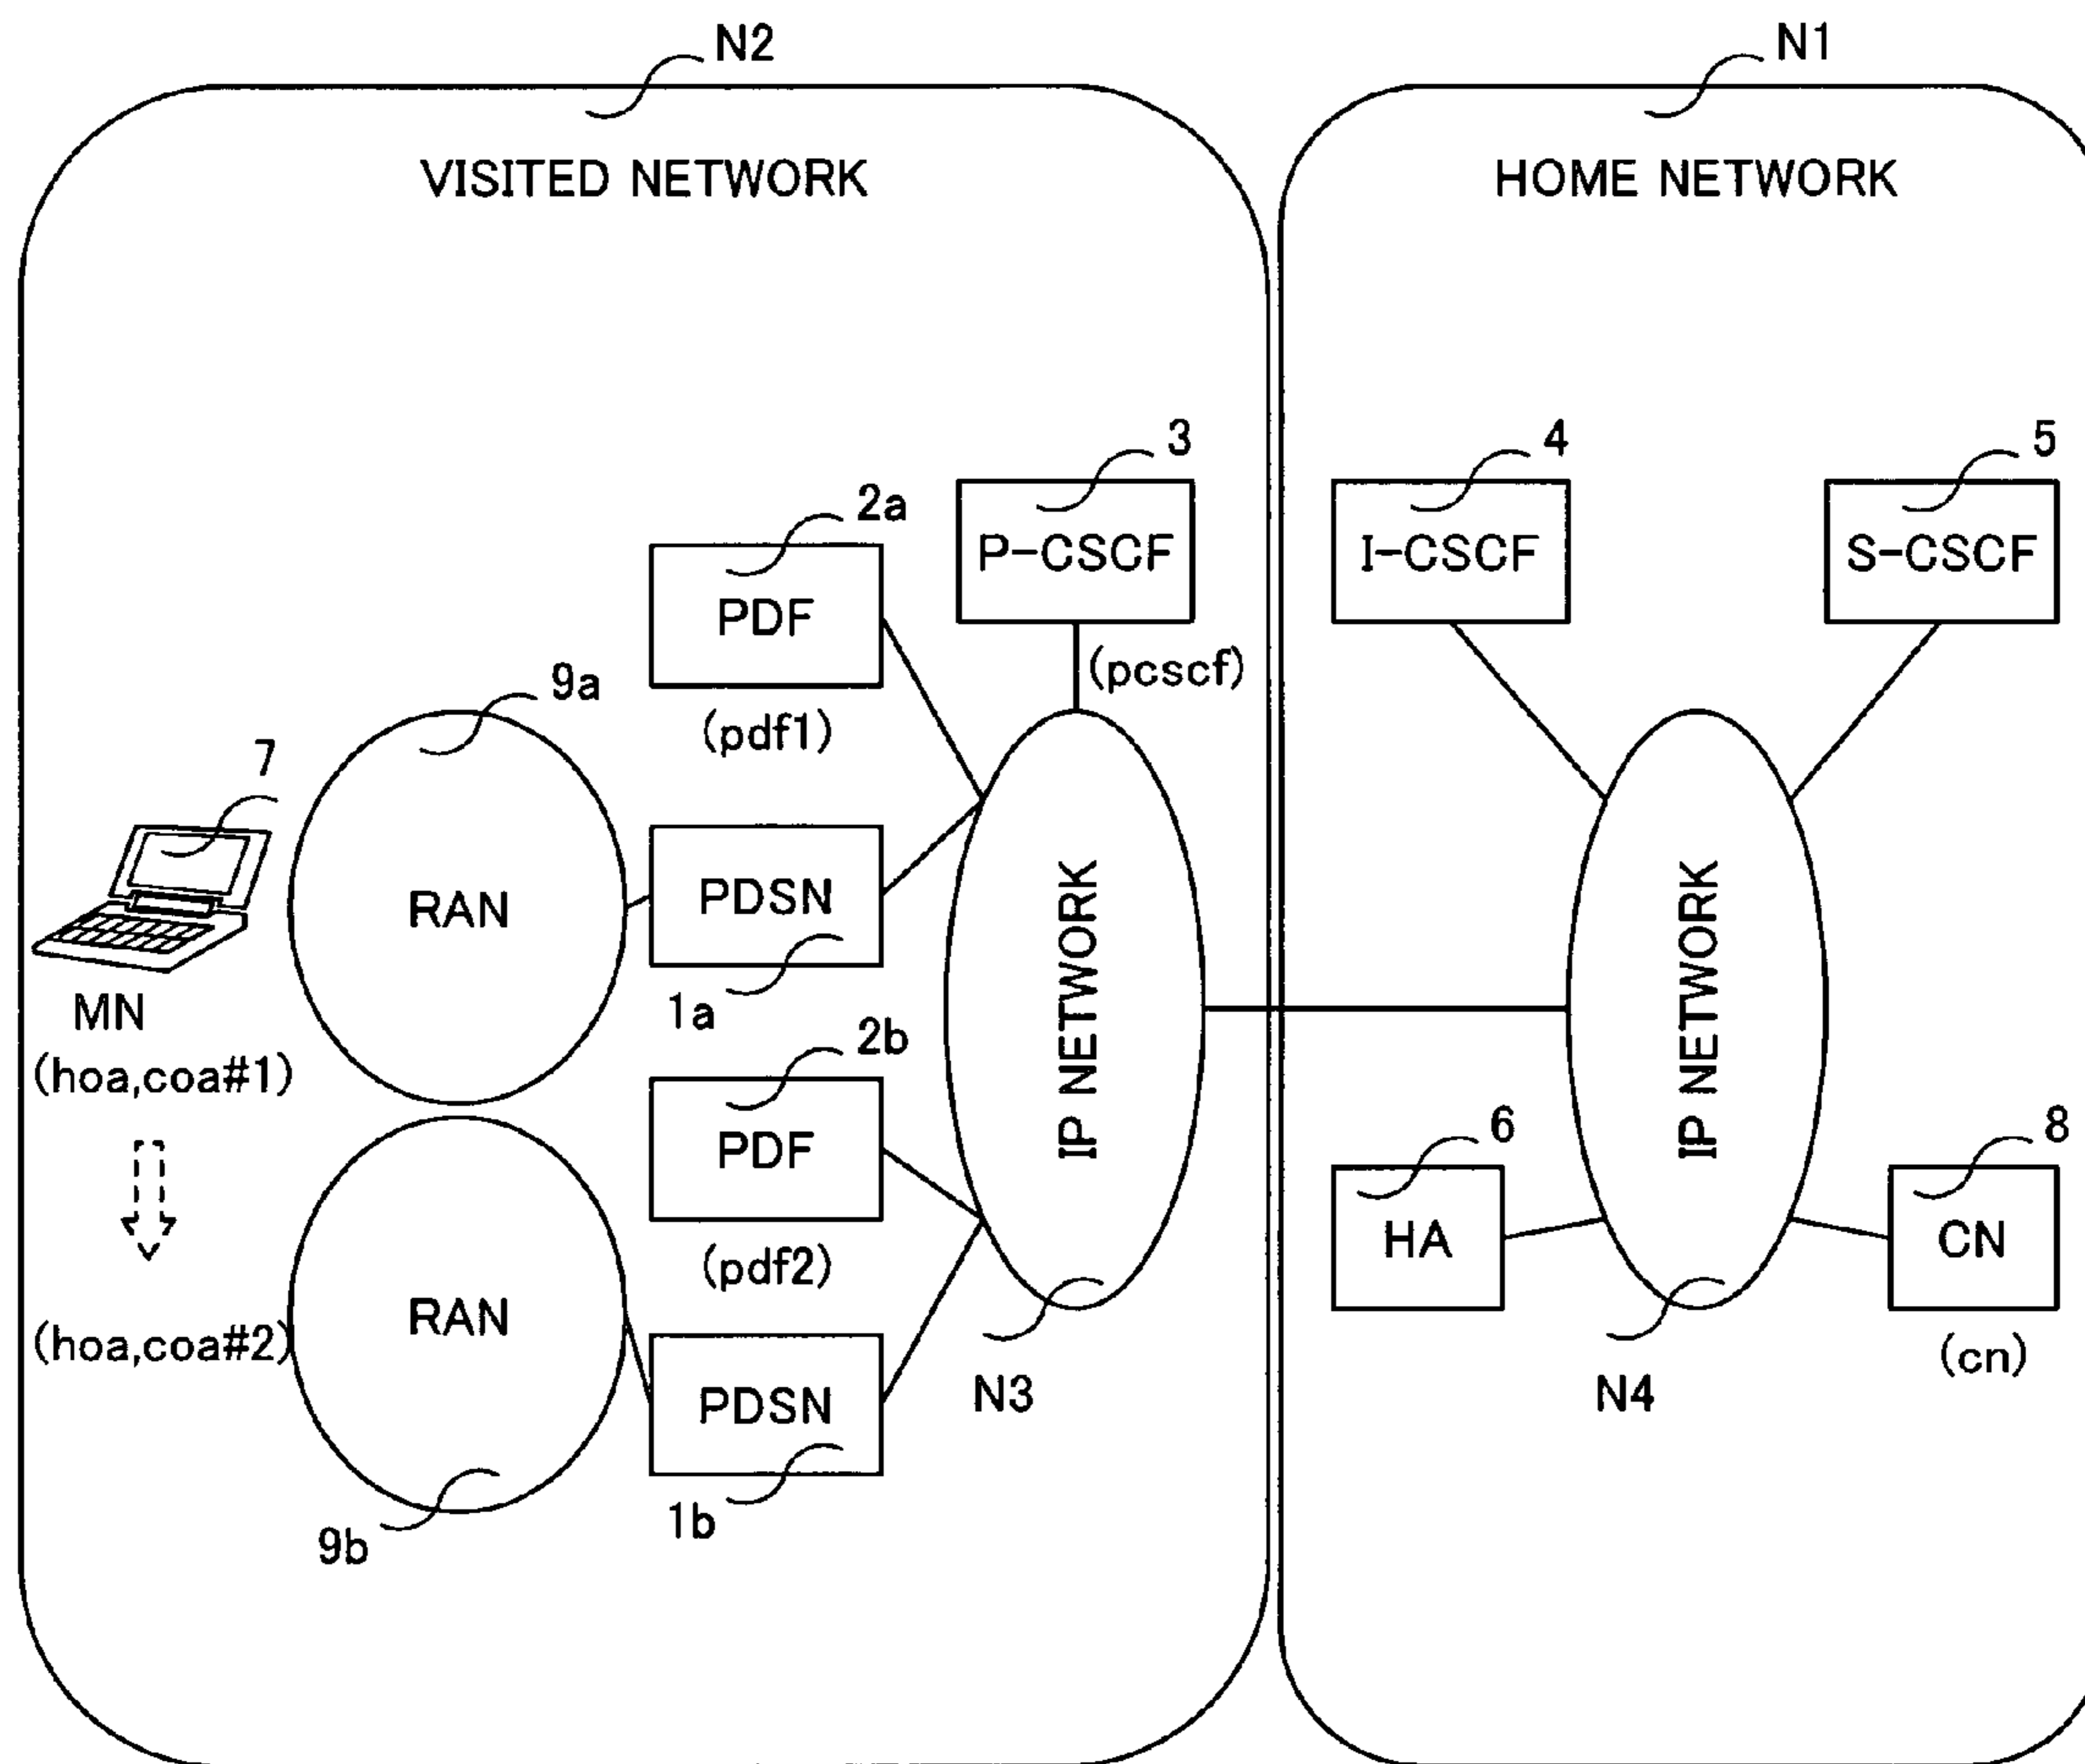 N2
N1
VISITED NETWORK
HOME NETWORK
3
4
5
2a
P-CSCF
I-CSCF
S-CSCF
PDF
(pcscf)
9a
(pdf1)
7
RAN
PDSN
IP NETWORK
IP NETWORK
MN
1a
2b
(hoa,coa#1)
6
8
PDF
HA
CN
(pdf2)
RAN
(hoa,coa#2)
(cn)
PDSN
N3
N4
1b
9b